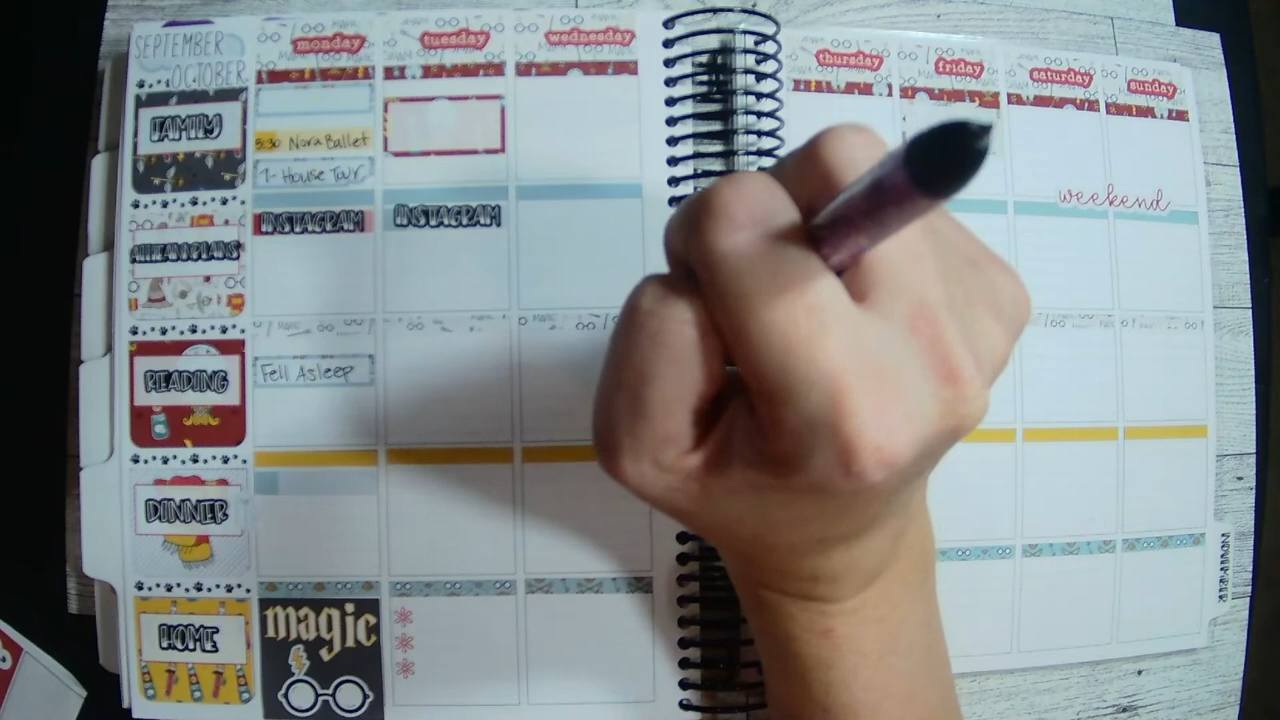 SEPTEMBER
OCTOBER
monday
tuesday
wednesday
thursday
friday
saturday
sunday
FAMILY
5:30 Nora Ballet
7- House Tour
weekend
INSTAGRAM
INSTAGRAM
READING
Fell Asleep
DINNER
HOME
magic